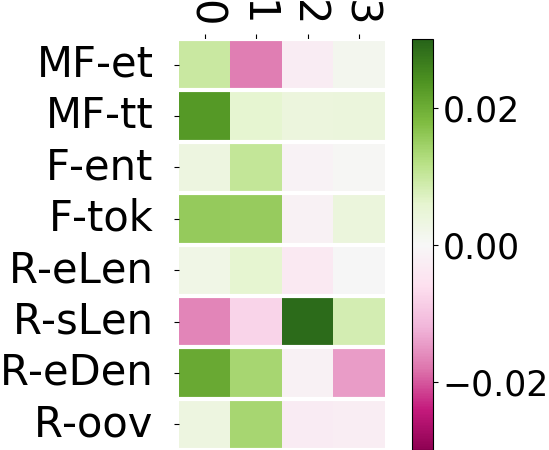 0 1 2 3
MF-et
MF-tt
F-ent
F-tok
R-eLen
R-sLen
R-eDen
R-oov
0.02
0.00
−0.02